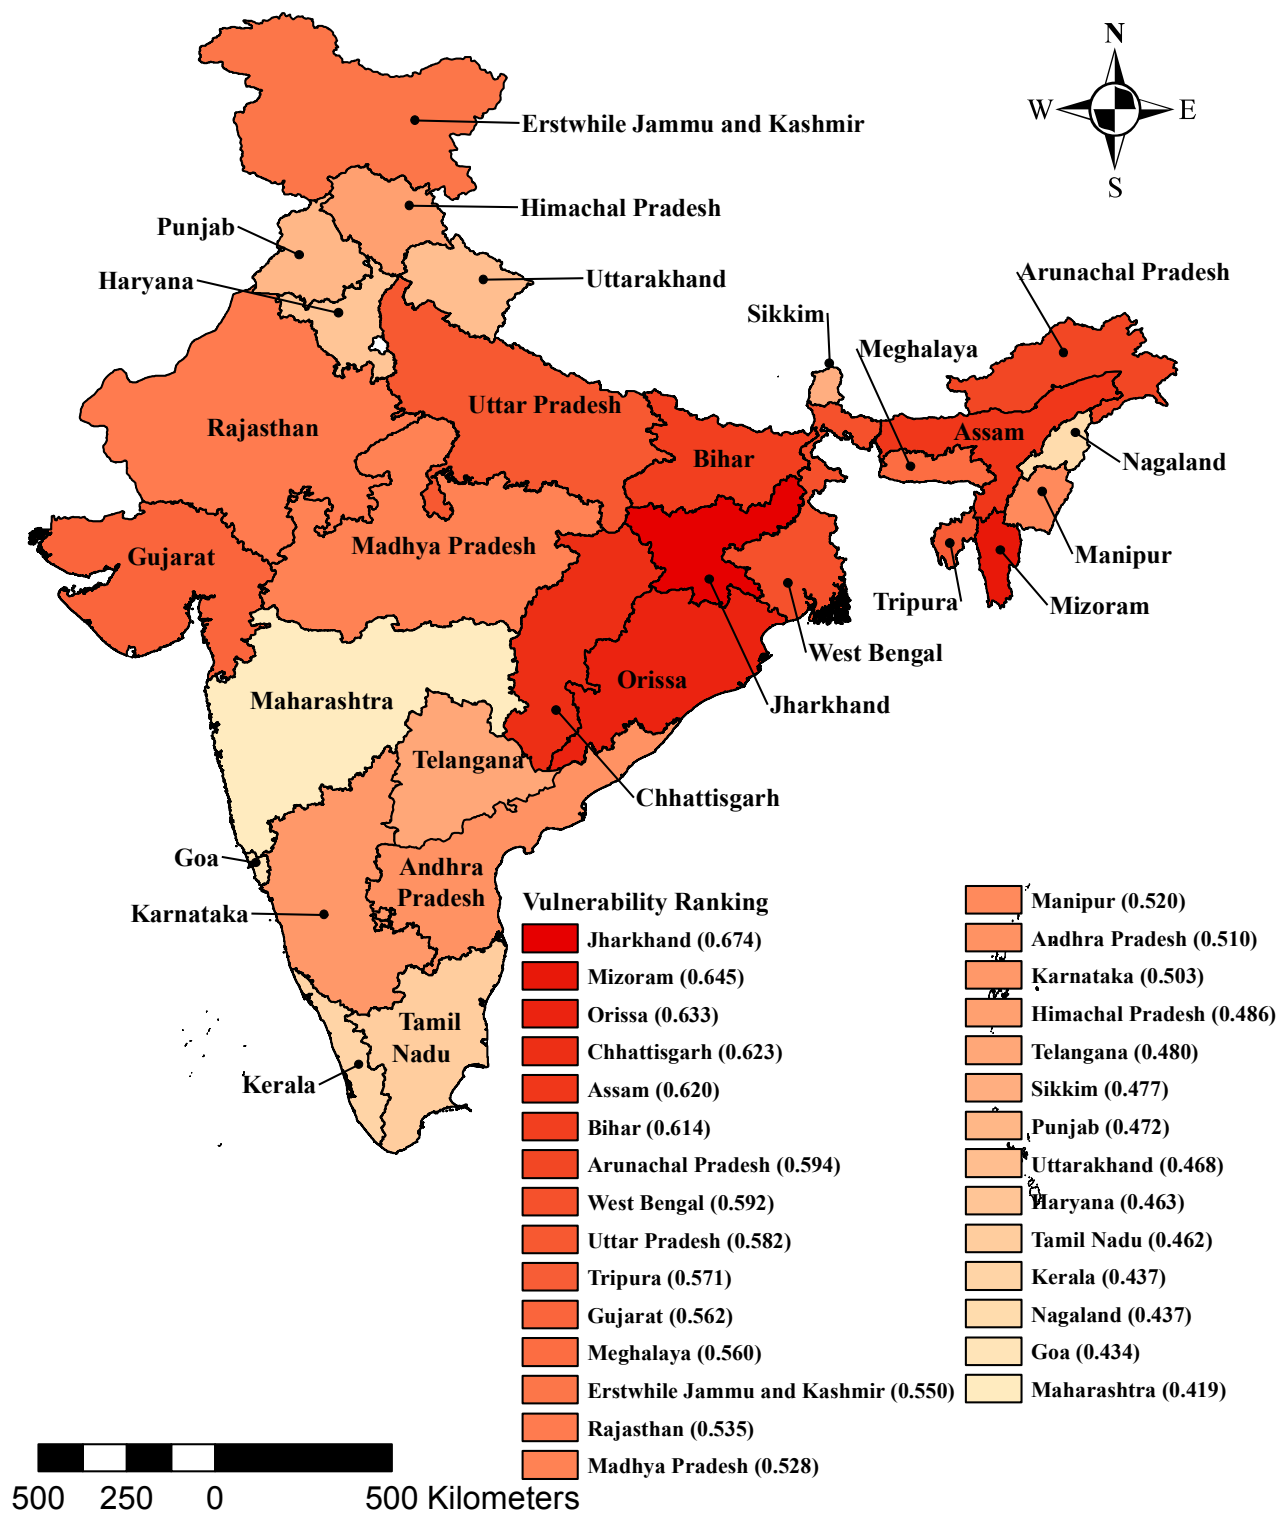 N
W
E
S
Erstwhile Jammu and Kashmir
Himachal Pradesh
Punjab
Haryana
Uttarakhand
Arunachal Pradesh
Sikkim
Meghalaya
Uttar Pradesh
Rajasthan
Assam
Bihar
Nagaland
Madhya Pradesh
Gujarat
Manipur
Tripura
Mizoram
West Bengal
Orissa
Maharashtra
Jharkhand
Telangana
Chhattisgarh
Goa
Andhra
Pradesh
Karnataka
Tamil
Nadu
Kerala
Vulnerability Ranking
Jharkhand (0.674)
Mizoram (0.645)
Orissa (0.633)
Chhattisgarh (0.623)
Assam (0.620)
Bihar (0.614)
Arunachal Pradesh (0.594)
West Bengal (0.592)
Uttar Pradesh (0.582)
Tripura (0.571)
Gujarat (0.562)
Meghalaya (0.560)
Erstwhile Jammu and Kashmir (0.550)
Rajasthan (0.535)
Madhya Pradesh (0.528)
Manipur (0.520)
Andhra Pradesh (0.510)
Karnataka (0.503)
Himachal Pradesh (0.486)
Telangana (0.480)
Sikkim (0.477)
Punjab (0.472)
Uttarakhand (0.468)
Haryana (0.463)
Tamil Nadu (0.462)
Kerala (0.437)
Nagaland (0.437)
Goa (0.434)
Maharashtra (0.419)
500 250 0 500 Kilometers